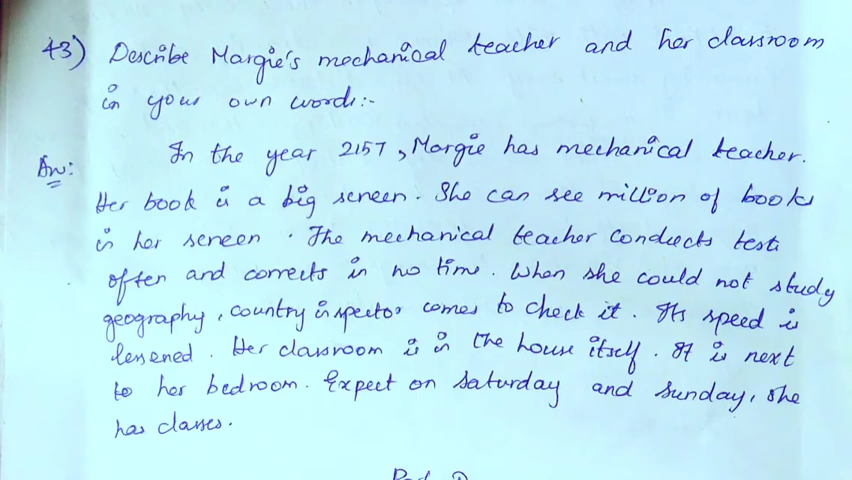 43) Describe Margie's mechanical teacher and her classroom
in your own words:-
Ans: In the year 2157, Margie has mechanical teacher.
Her book is a big screen. She can see million of books
in her screen. The mechanical teacher conducts tests
often and corrects in no time. When she could not study
geography, country inspector comes to check it. Its speed is
lessened. Her classroom is in the house itself. It is next
to her bedroom. Expect on saturday and sunday, she
has classes.